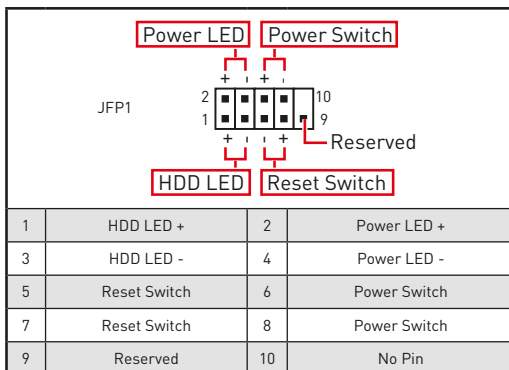 Power LED Power Switch
+ - + -
JFP1
2 10
1 9
+ - - +
Reserved
HDD LED Reset Switch
1 HDD LED + 2 Power LED +
3 HDD LED - 4 Power LED -
5 Reset Switch 6 Power Switch
7 Reset Switch 8 Power Switch
9 Reserved 10 No Pin